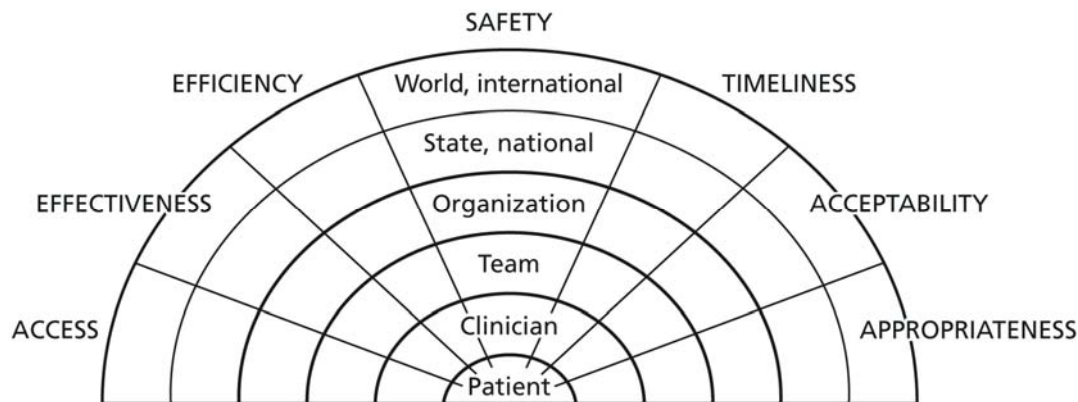 SAFETY
EFFICIENCY
World, international
TIMELINESS
State, national
EFFECTIVENESS
Organization
ACCEPTABILITY
Team
ACCESS
Clinician
APPROPRIATENESS
Patient